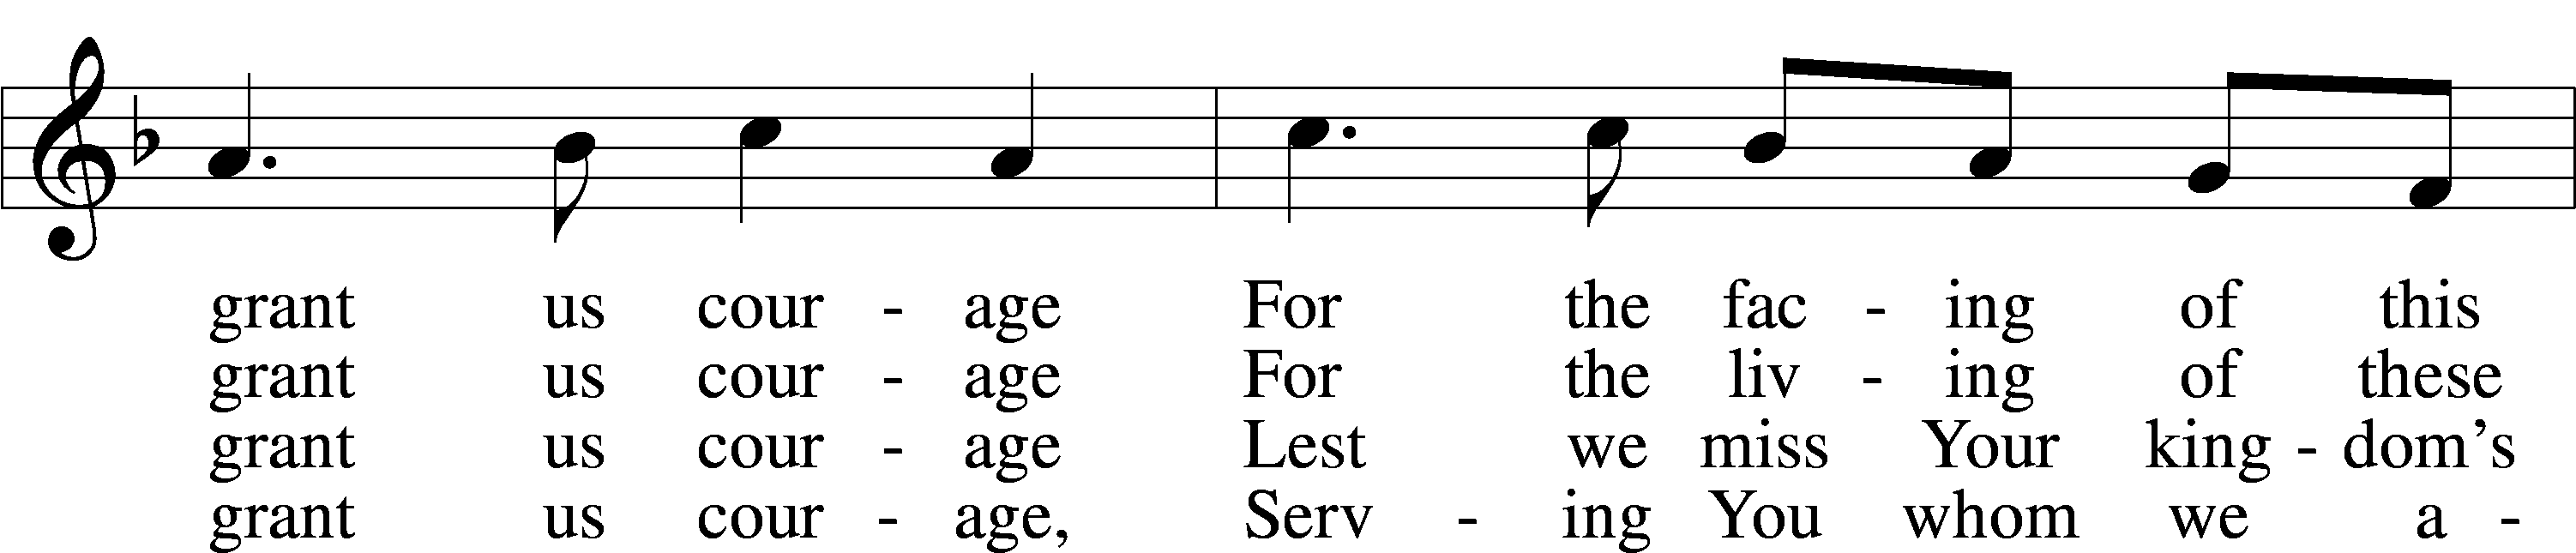 grant us cour - age For the fac - ing of this
grant us cour - age For the liv - ing of these
grant us cour - age Lest we miss Your king - dom’s
grant us cour - age, Serv - ing You whom we a -